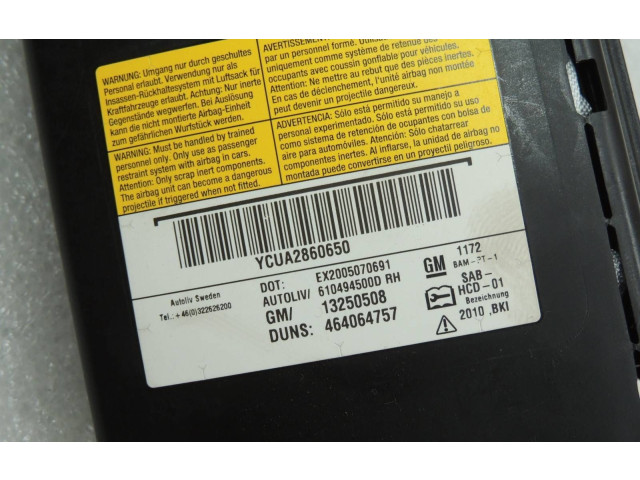 WARNUNG: Umgang nur durch geschultes
Personal erlaubt. Verwendung nur als
Insassen-Rückhaltesystem mit Luftsack für
Kraftfahrzeuge erlaubt. Achtung: Nur inerte
Gegenstände wegwerfen. Bei Auslösung
kann die nicht montierte Airbag-Einheit
zum gefährlichen Wurfstück werden.
AVERTISSEMENT:
par un personnel formé.
uniquement comme système de retenue des
occupants avec coussin gonflable pour véhicules.
Attention: Ne mettre au rebut que des pièces inertes.
En cas de déclenchement, l'unité airbag non montée
peut devenir un projectile dangereux.
WARNING: Must be handled by trained
personnel only. Only use as passenger
restraint system with airbag in cars.
Attention: Only scrap inert components.
The airbag unit can become a dangerous
projectile if triggered when not fitted.
ADVERTENCIA: Sólo está permitido su manejo a
personal experimentado. Sólo está permitido su uso
como sistema de retención de ocupantes con bolsa de
aire para automóviles. Atención: Sólo chatarrear
componentes inertes. La unidad de airbag no
montada puede convertirse en un proyectil peligroso.
YCUA2860650
Autoliv Sweden
Tel.: +46(0)322626200
DOT: EX2005070691
AUTOLIV/ 610494500D RH
GM/ 13250508
DUNS: 464064757
GM 1172
BAM-PT-1
SAB-
HCD-01
Bezeichnung
2010 ,BKI